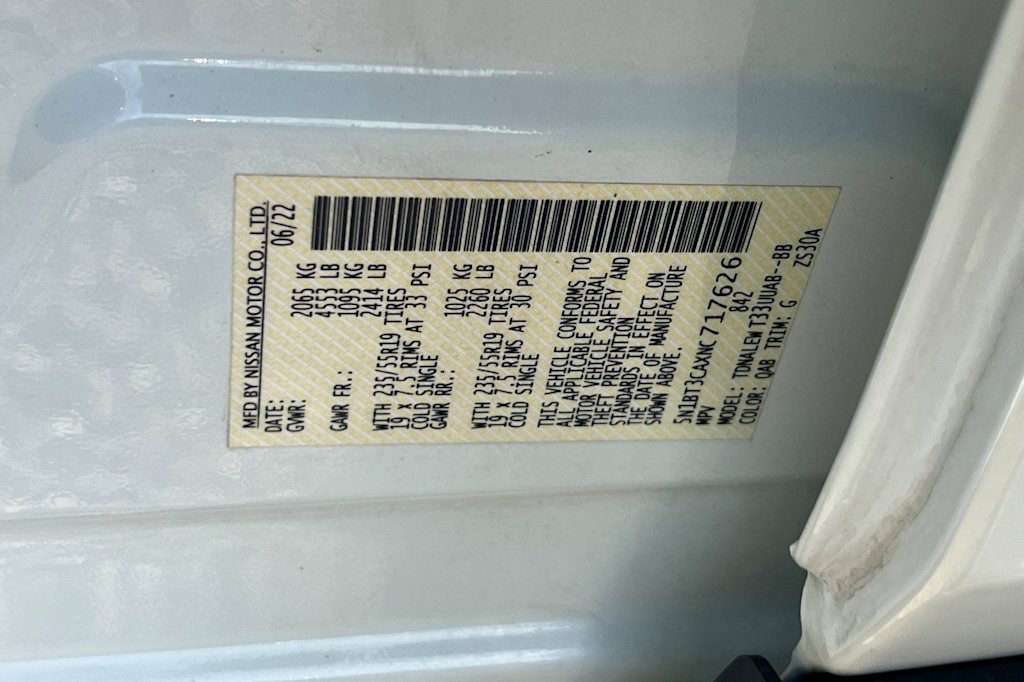 MFD BY NISSAN MOTOR CO., LTD.
DATE: 06/22
GVWR: 2065 KG
4553 LB
GAWR FR.: 1095 KG
2414 LB
WITH 235/55R19 TIRES
19 x 7.5 RIMS AT 33 PSI
COLD SINGLE
GAWR RR.: 1025 KG
2260 LB
WITH 235/55R19 TIRES
19 x 7.5 RIMS AT 30 PSI
COLD SINGLE
THIS VEHICLE CONFORMS TO
ALL APPLICABLE FEDERAL
MOTOR VEHICLE SAFETY AND
THEFT PREVENTION
STANDARDS IN EFFECT ON
THE DATE OF MANUFACTURE
SHOWN ABOVE.
5N1BT3CAXNC717626
MPV 842
MODEL: TDNALEW T33UUAB--BB
COLOR: QAB TRIM: G ZS30A